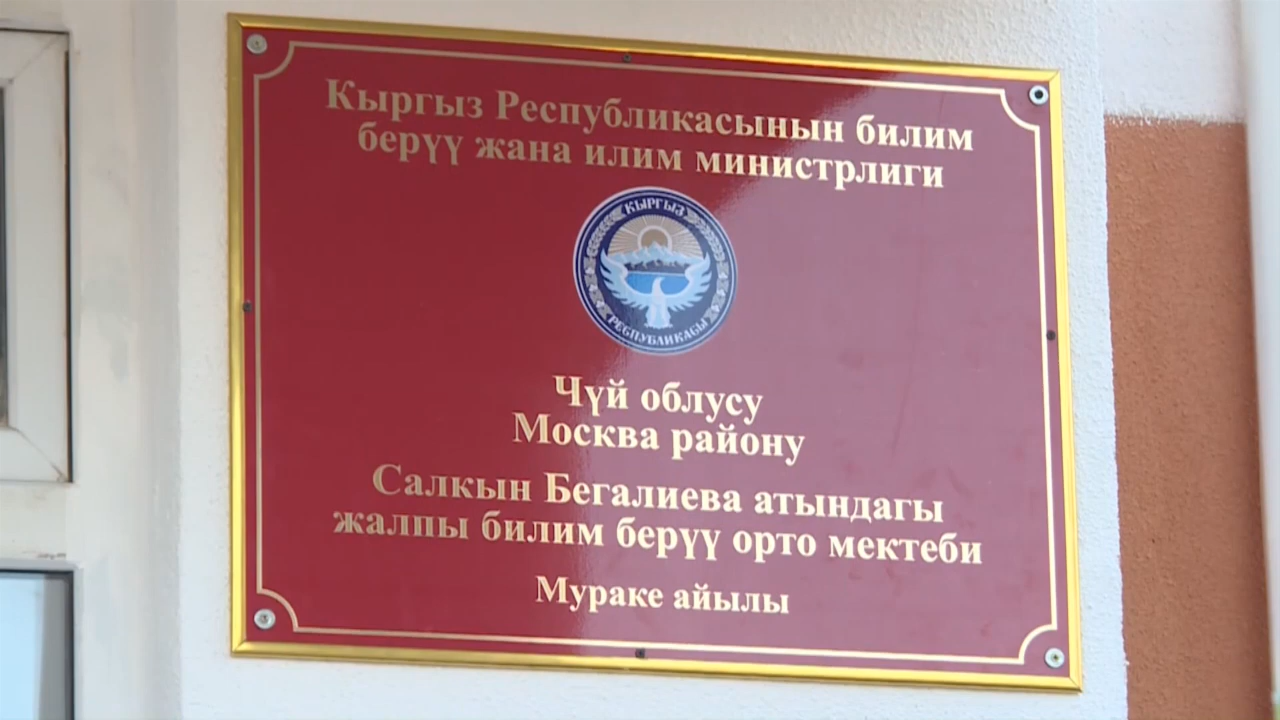 Кыргыз Республикасынын билим
берүү жана илим министрлиги
КЫРГЫЗ
РЕСПУБЛИКАСЫ
Чүй облусу
Москва району
Салкын Бегалиева атындагы
жалпы билим берүү орто мектеби
Мураке айылы